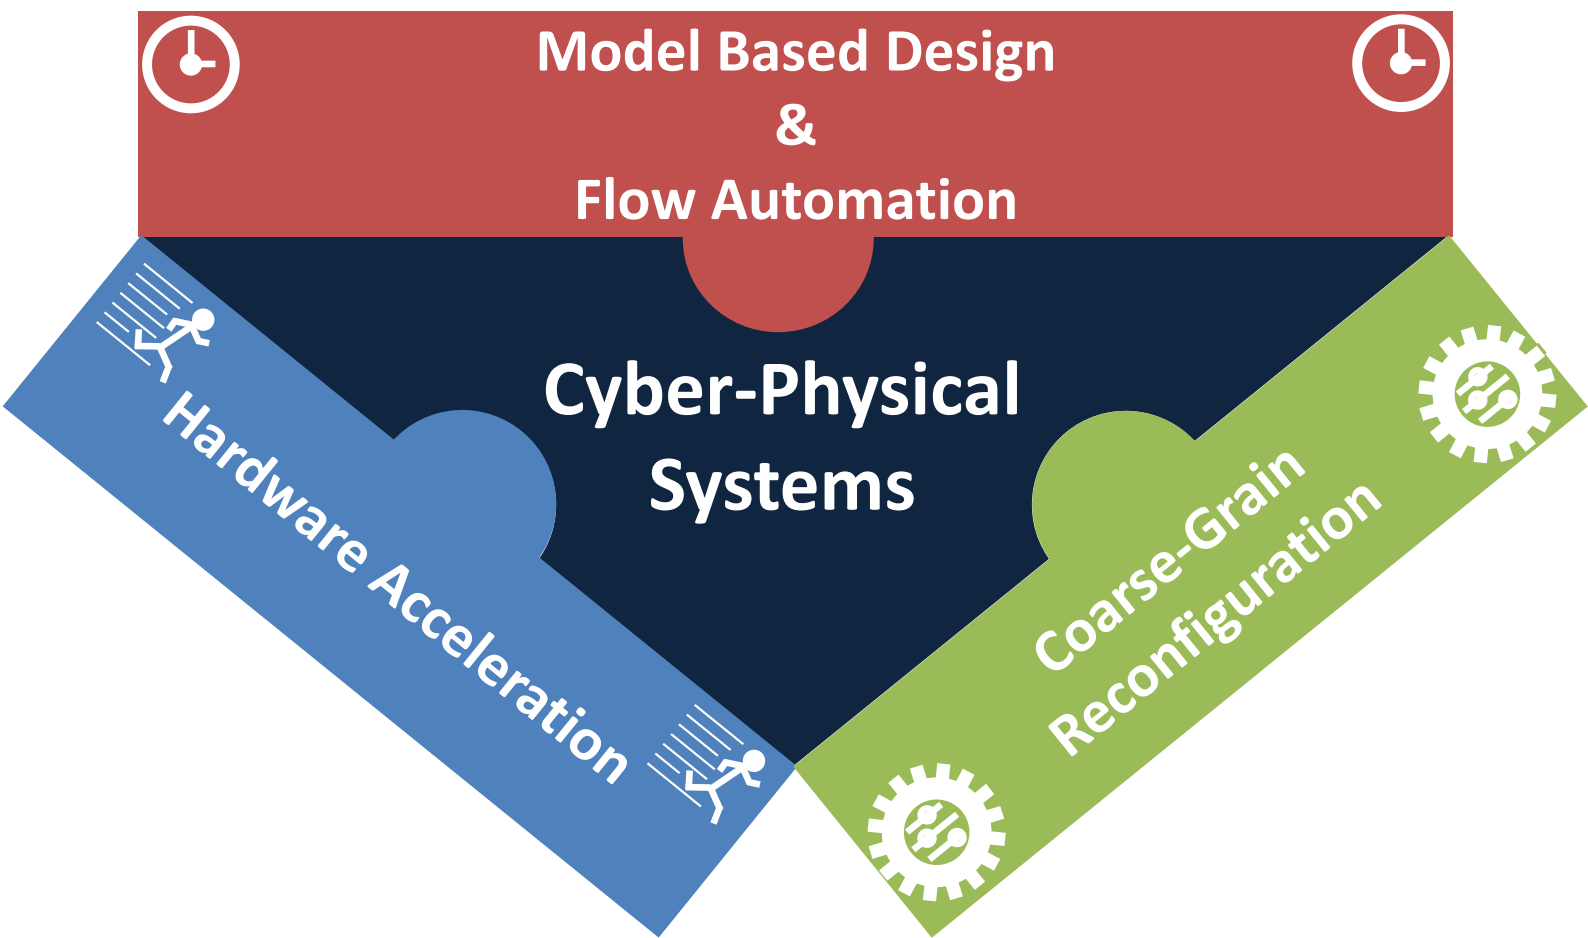 Model Based Design
&
Flow Automation
Cyber-Physical
Systems
Hardware Acceleration
Coarse-Grain
Reconfiguration